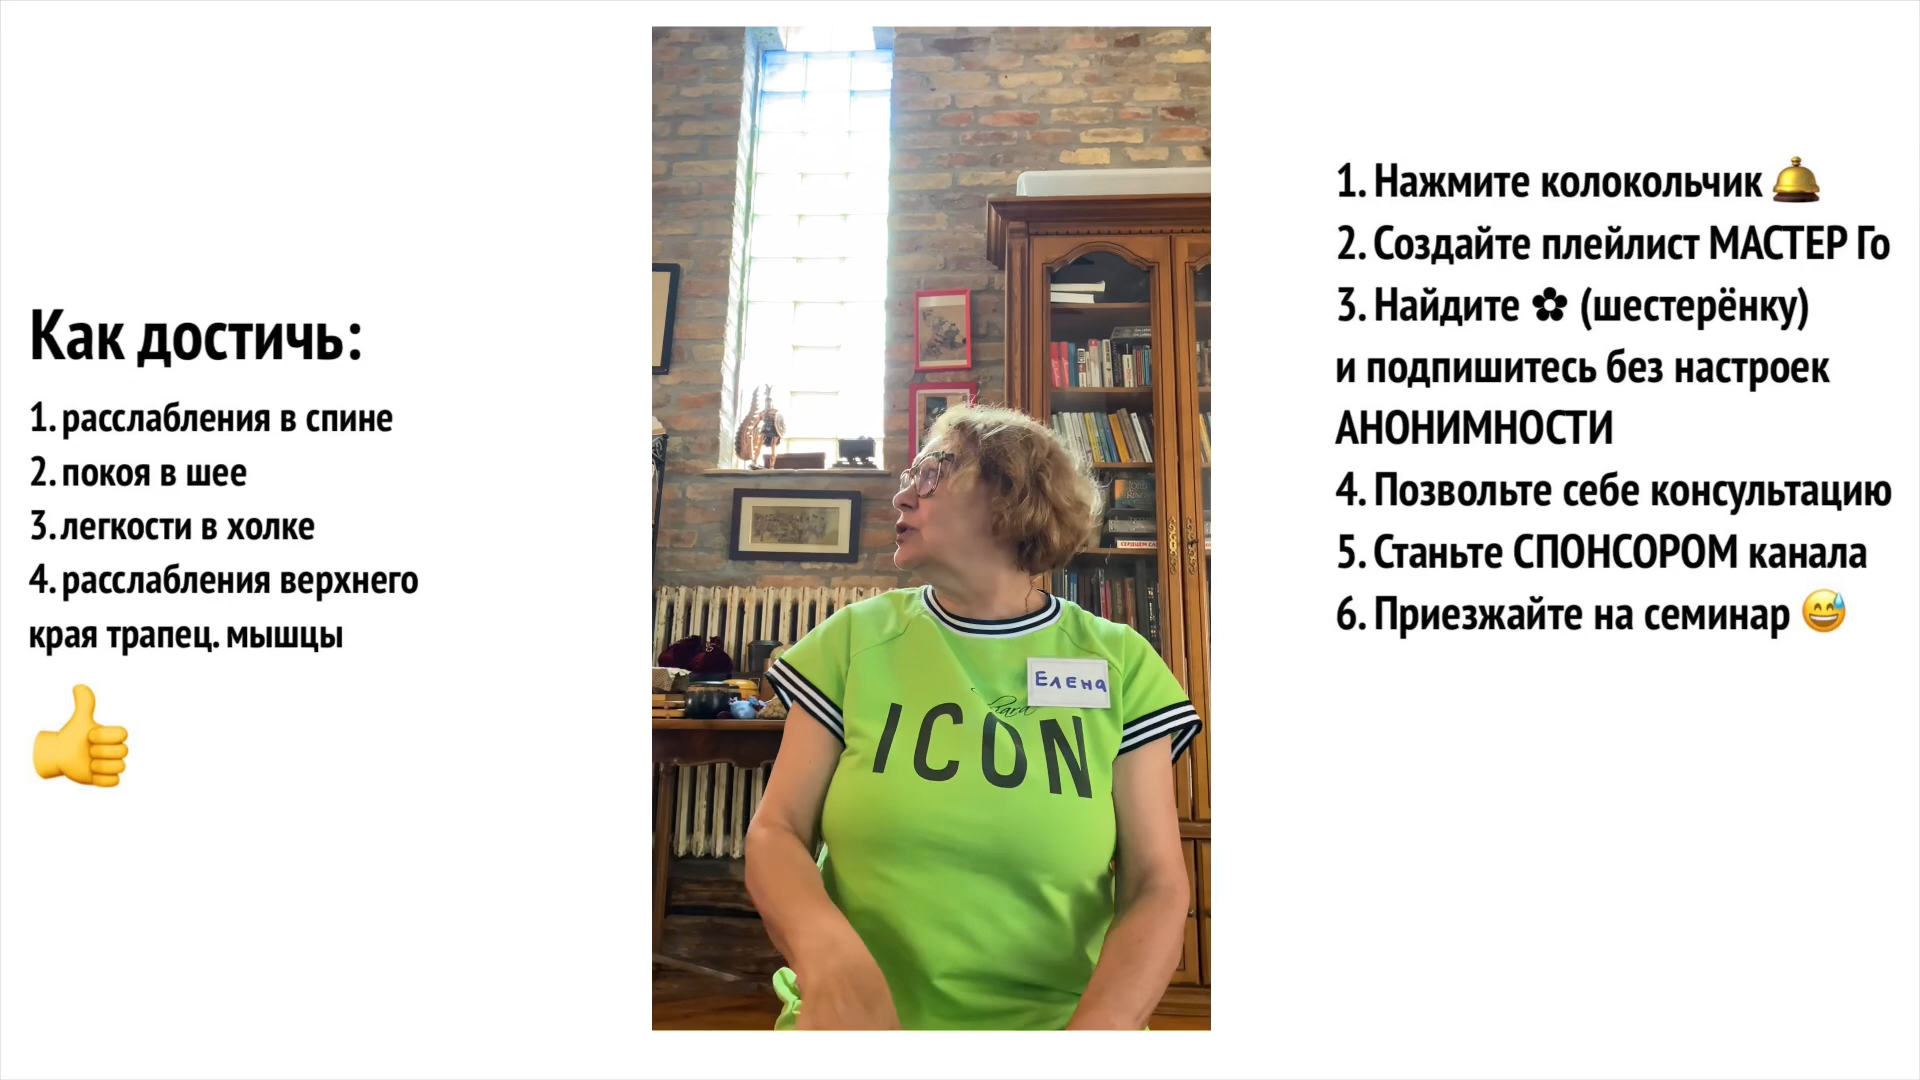 Как достичь:
1. расслабления в спине
2. покоя в шее
3. легкости в холке
4. расслабления верхнего
края трапец. мышцы
Елена
ICON
1. Нажмите колокольчик
2. Создайте плейлист МАСТЕР Го
3. Найдите ✿ (шестерёнку)
и подпишитесь без настроек
АНОНИМНОСТИ
4. Позвольте себе консультацию
5. Станьте СПОНСОРОМ канала
6. Приезжайте на семинар